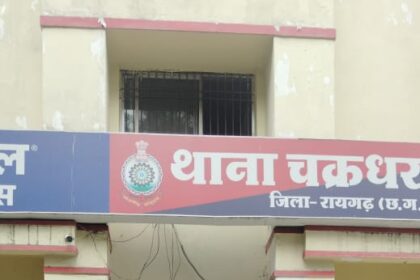 ल®
स
थाना चक्रधर
जिला- रायगढ़ (छ.ग.